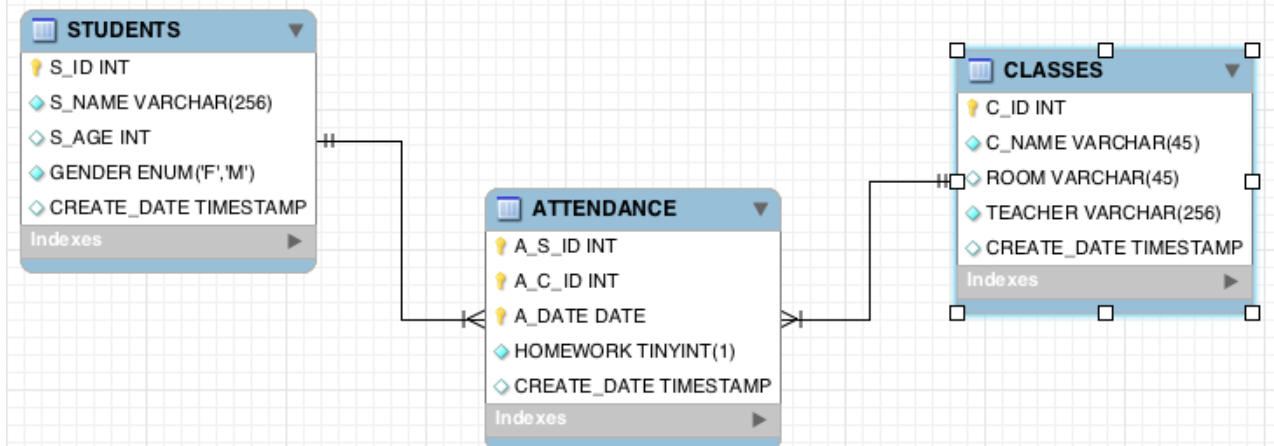 STUDENTS
S_ID INT
S_NAME VARCHAR(256)
S_AGE INT
GENDER ENUM('F','M')
CREATE_DATE TIMESTAMP
Indexes
ATTENDANCE
A_S_ID INT
A_C_ID INT
A_DATE DATE
HOMEWORK TINYINT(1)
CREATE_DATE TIMESTAMP
Indexes
CLASSES
C_ID INT
C_NAME VARCHAR(45)
ROOM VARCHAR(45)
TEACHER VARCHAR(256)
CREATE_DATE TIMESTAMP
Indexes